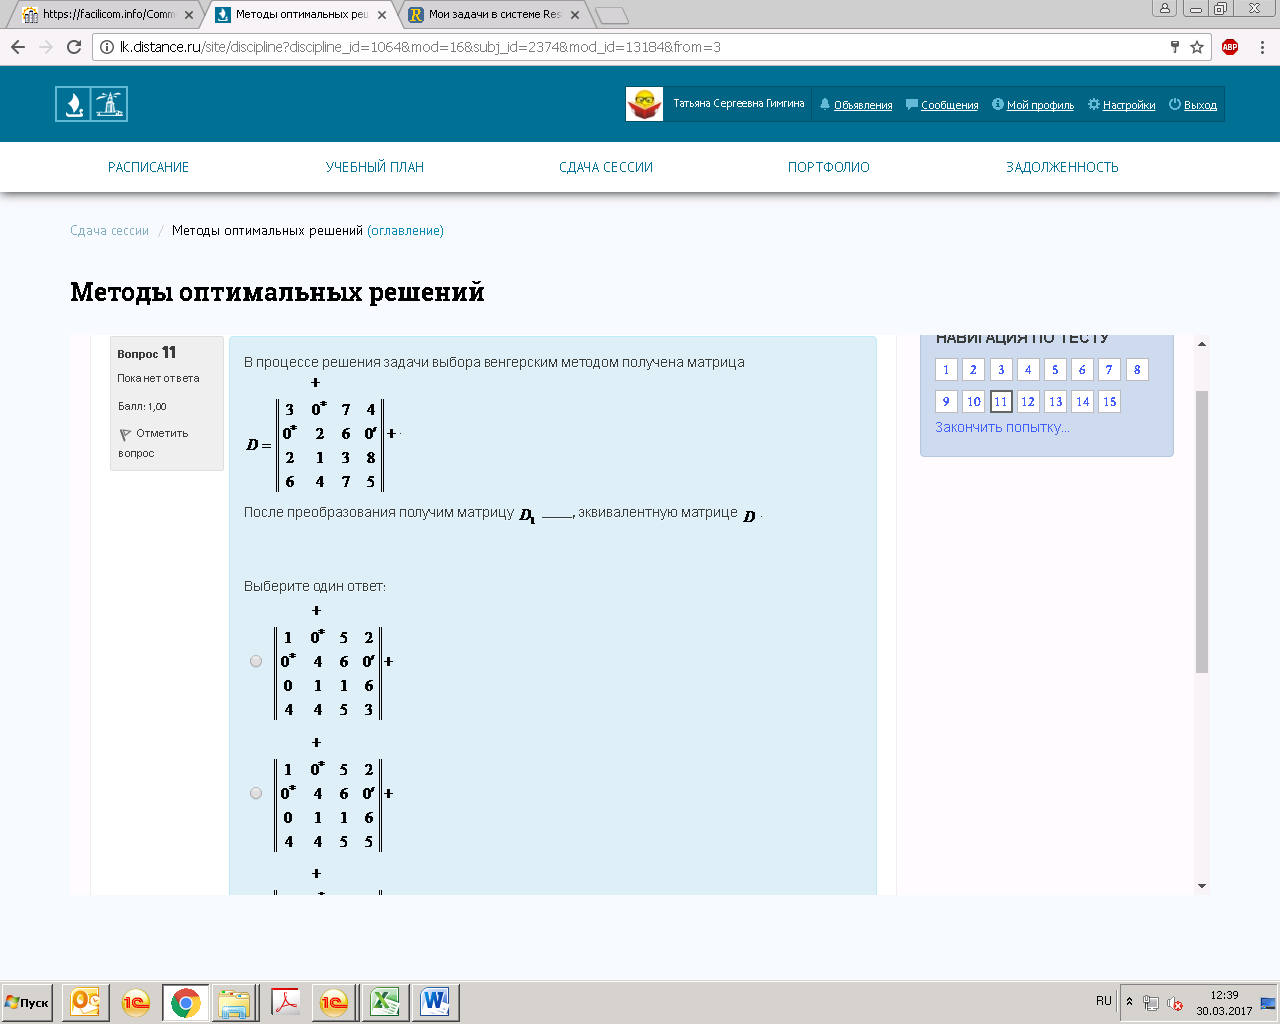 https://facilicom.info/Comm
Методы оптимальных реш
Мои задачи в системе Res
lk.distance.ru/site/discipline?discipline_id=1064&mod=16&subj_id=2374&mod_id=13184&from=3
ABP
Татьяна Сергеевна Гимгина
Объявления
Сообщения
Мой профиль
Настройки
Выход
РАСПИСАНИЕ
УЧЕБНЫЙ ПЛАН
СДАЧА СЕССИИ
ПОРТФОЛИО
ЗАДОЛЖЕННОСТЬ
Сдача сессии / Методы оптимальных решений (оглавление)
Методы оптимальных решений
Вопрос 11
Пока нет ответа
Балл: 1,00
Отметить
вопрос
В процессе решения задачи выбора венгерским методом получена матрица
+
3 0* 7 4
0* 2 6 0′ +
D =
2 1 3 8
6 4 7 5
После преобразования получим матрицу D₁ ____, эквивалентную матрице D .
Выберите один ответ:
+
1 0* 5 2
0* 4 6 0′ +
0 1 1 6
4 4 5 3
+
1 0* 5 2
0* 4 6 0′ +
0 1 1 6
4 4 5 5
+
НАВИГАЦИЯ ПО ТЕСТУ
1 2 3 4 5 6 7 8
9 10 11 12 13 14 15
Закончить попытку...
Пуск
RU
12:39
30.03.2017